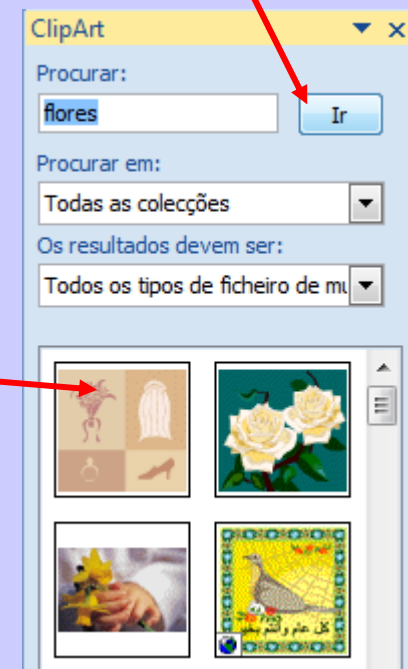 ClipArt
Procurar:
flores
Ir
Procurar em:
Todas as colecções
Os resultados devem ser:
Todos os tipos de ficheiro de mu
كل عام وأنتم بخير